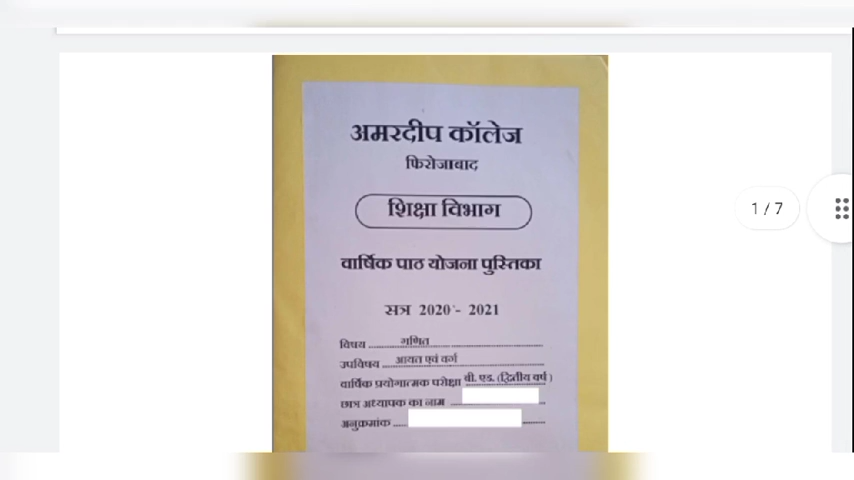 अमरदीप कॉलेज
फिरोजाबाद
शिक्षा विभाग
वार्षिक पाठ योजना पुस्तिका
सत्र 2020 - 2021
विषय ..... गणित .....
उपविषय ..... आयत एवं वर्ग .....
वार्षिक प्रयोगात्मक परीक्षा बी. एड. (द्वितीय वर्ष)
छात्र अध्यापक का नाम .....
अनुक्रमांक .....
1 / 7